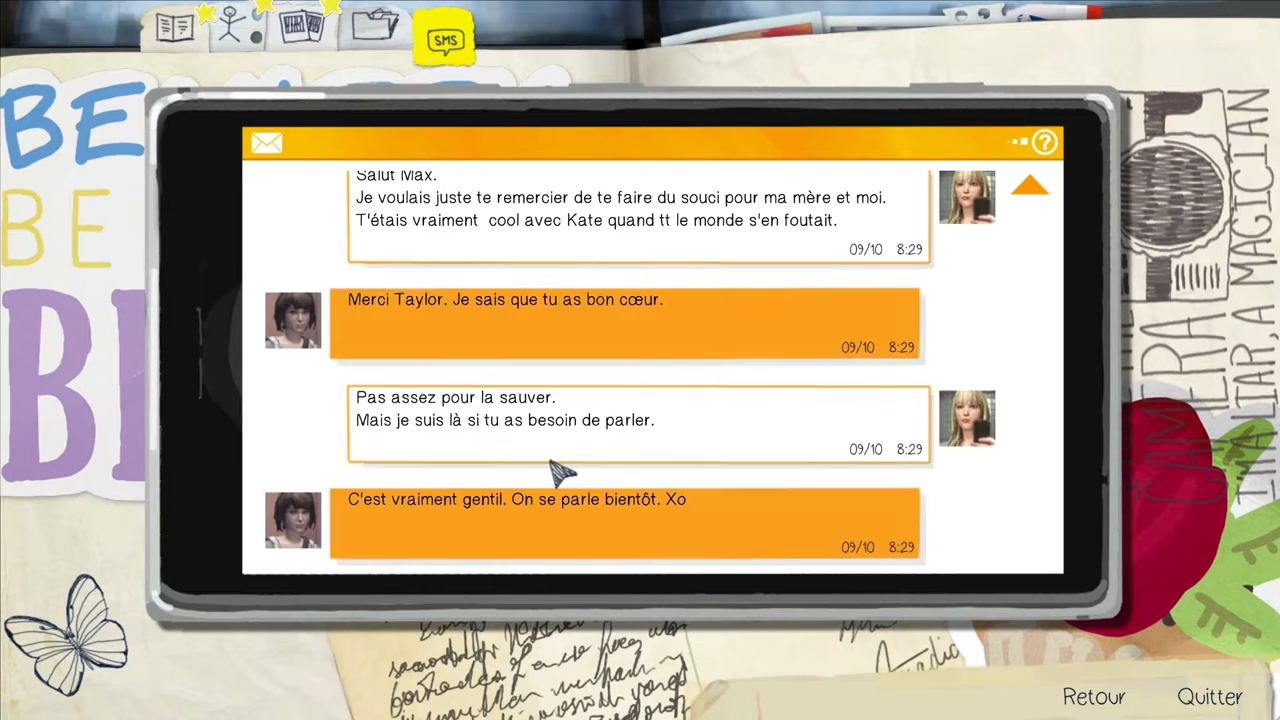 SMS
Salut Max.
Je voulais juste te remercier de te faire du souci pour ma mère et moi.
T'étais vraiment  cool avec Kate quand tt le monde s'en foutait.
09/10 8:29
Merci Taylor. Je sais que tu as bon cœur.
09/10 8:29
Pas assez pour la sauver.
Mais je suis là si tu as besoin de parler.
09/10 8:29
C'est vraiment gentil. On se parle bientôt. Xo
09/10 8:29
BE
BE
Retour
Quitter